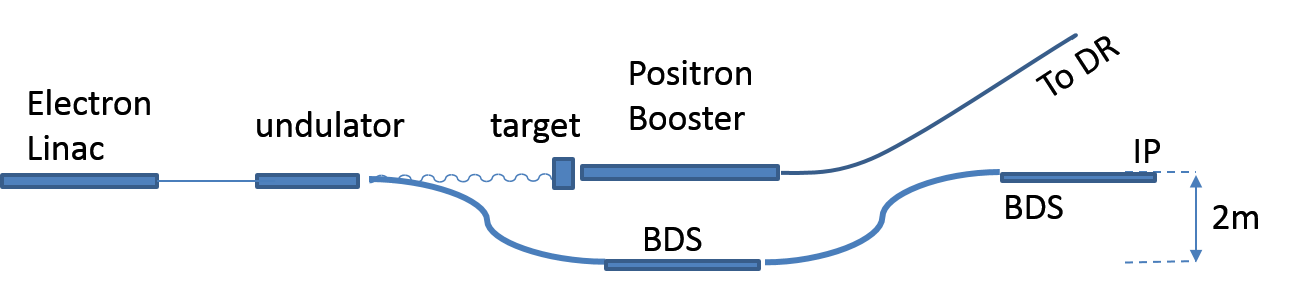 Electron
Linac
undulator
target
Positron
Booster
To DR
IP
BDS
BDS
2m